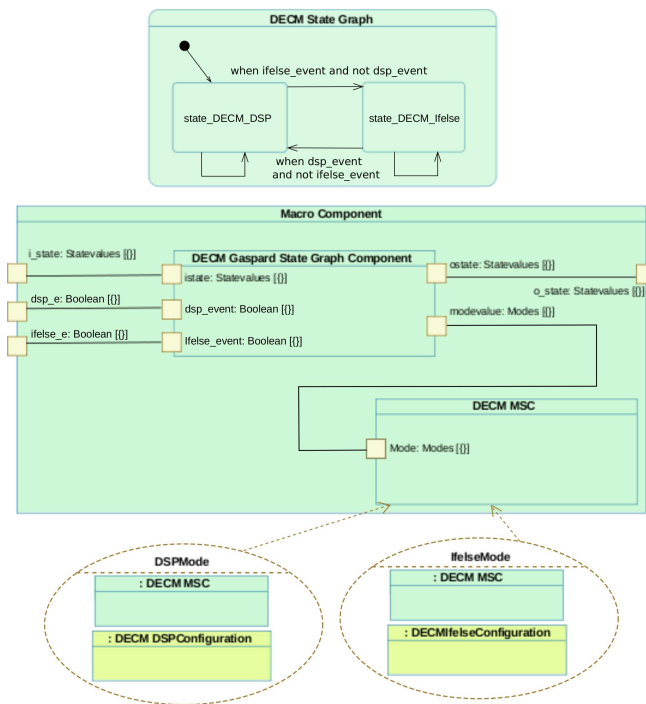 DECM State Graph
when ifelse_event and not dsp_event
state_DECM_DSP
state_DECM_Ifelse
when dsp_event
and not ifelse_event
Macro Component
i_state: Statevalues [{}]
DECM Gaspard State Graph Component
ostate: Statevalues [{}]
istate: Statevalues [{}]
o_state: Statevalues [{}]
dsp_e: Boolean [{}]
dsp_event: Boolean [{}]
modevalue: Modes [{}]
ifelse_e: Boolean [{}]
Ifelse_event: Boolean [{}]
DECM MSC
Mode: Modes [{}]
DSPMode
: DECM MSC
: DECM DSPConfiguration
IfelseMode
: DECM MSC
: DECMIfelseConfiguration